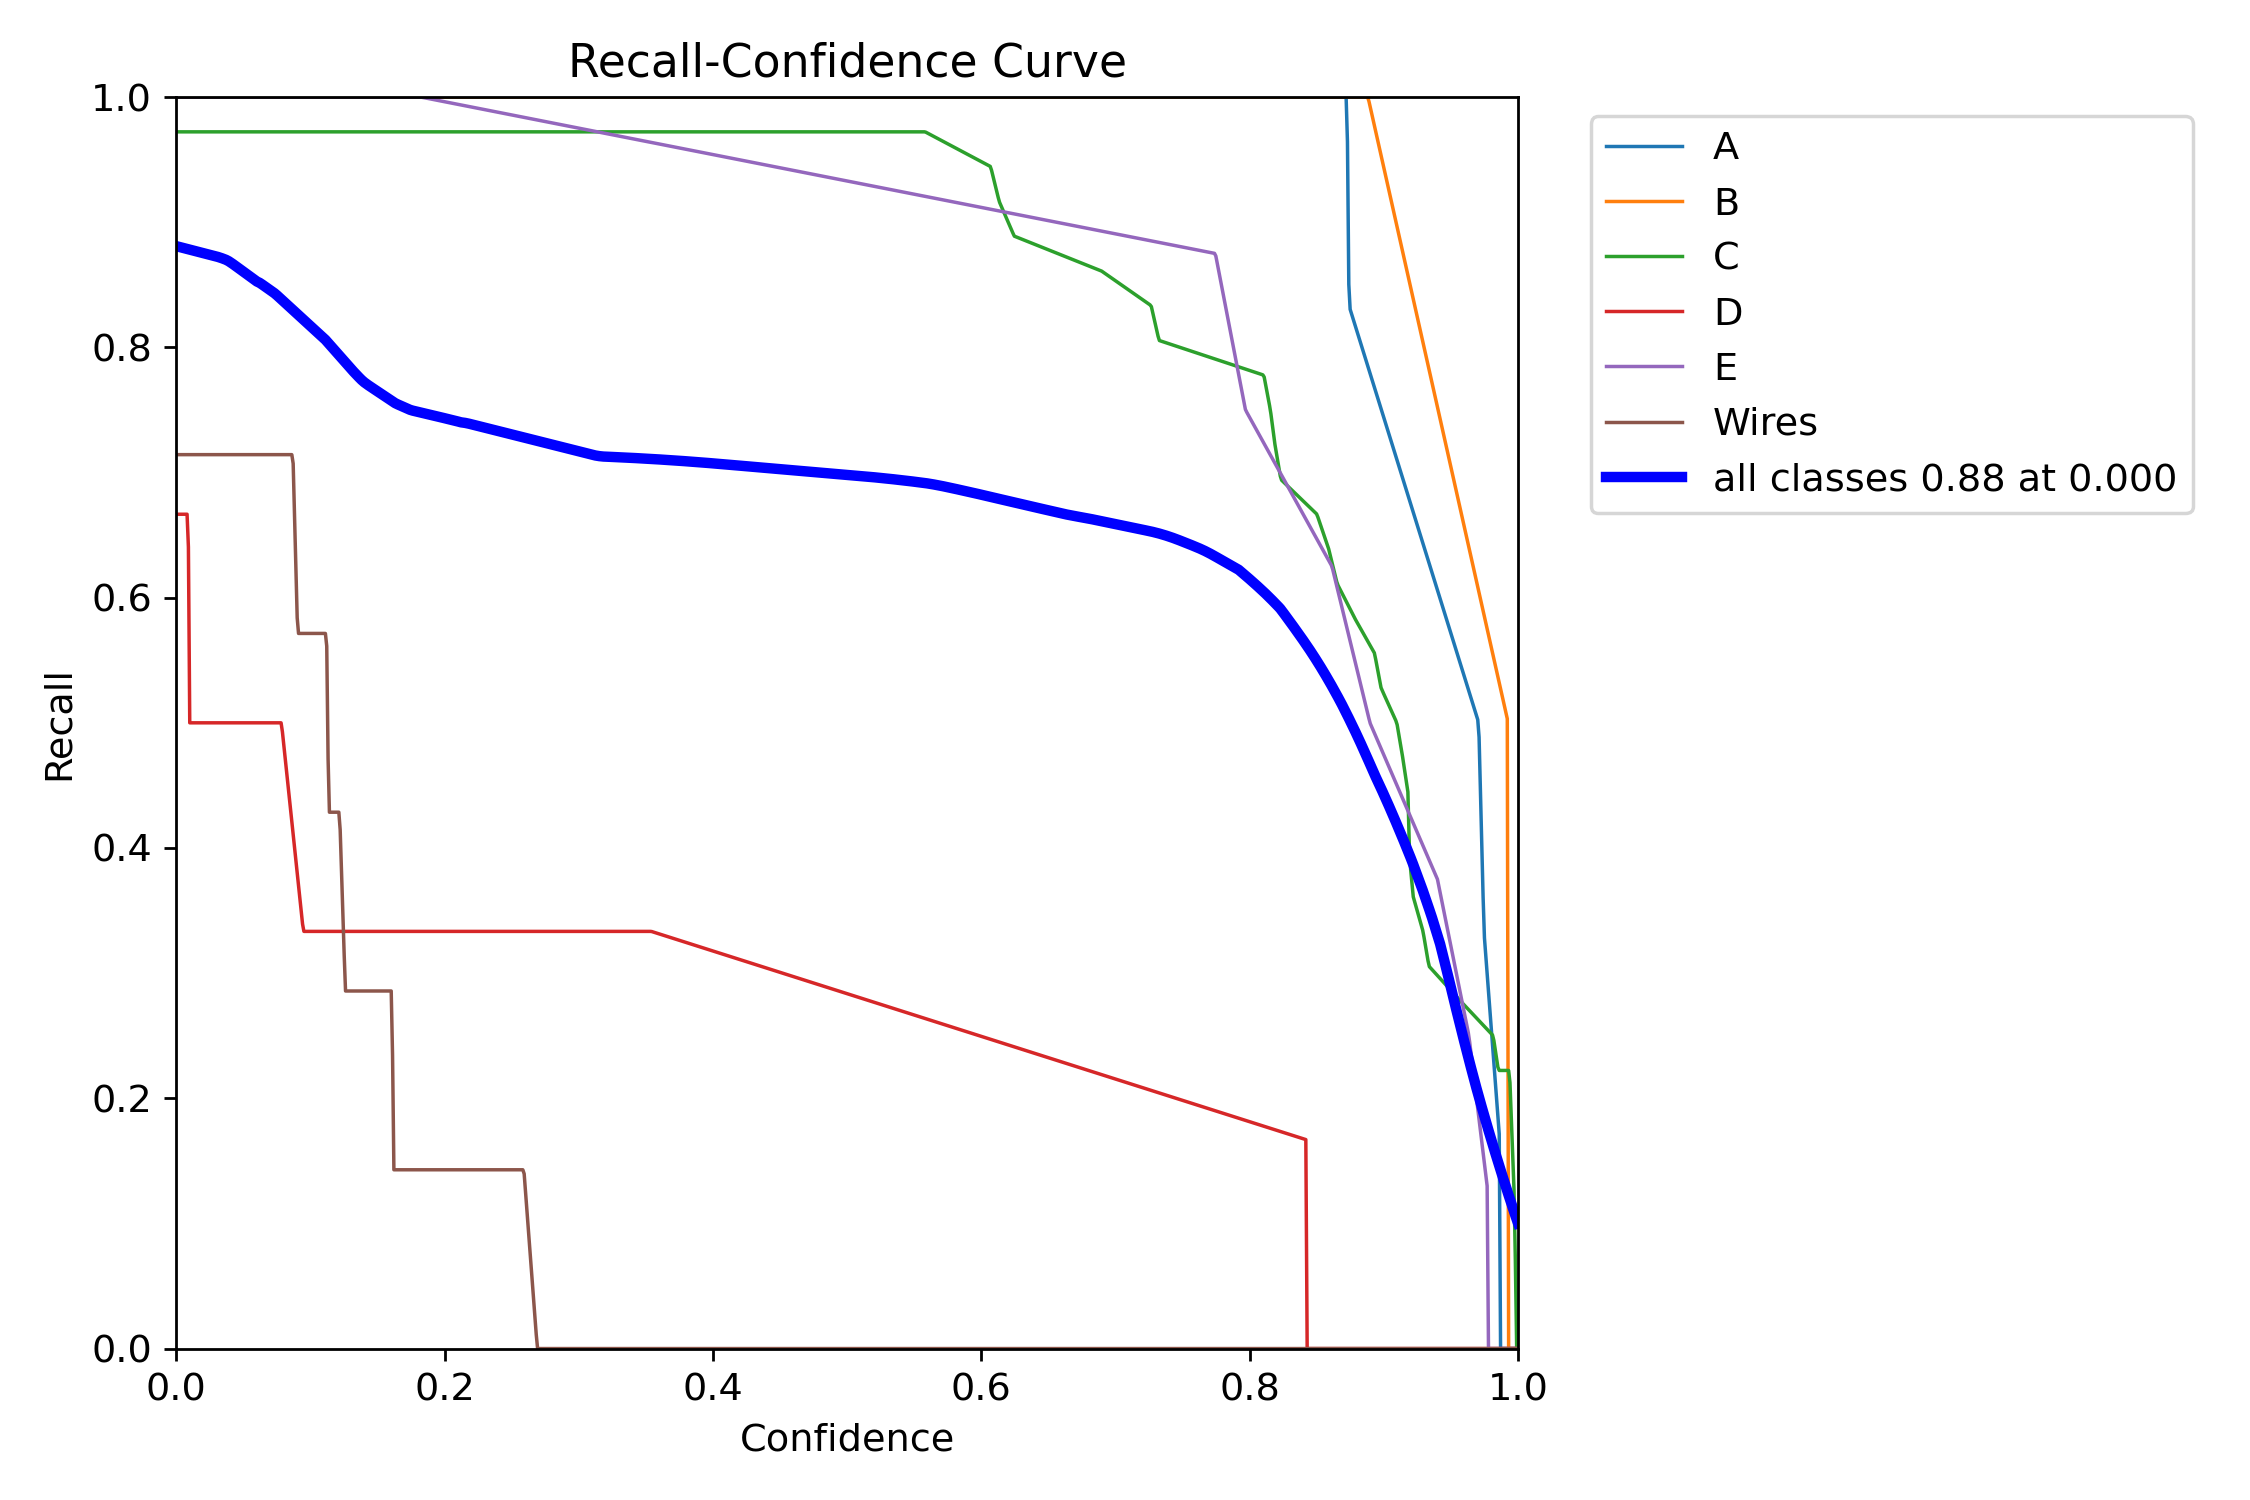 Recall-Confidence Curve
1.0
0.8
0.6
0.4
0.2
0.0
Recall
0.0 0.2 0.4 0.6 0.8 1.0
Confidence
A
B
C
D
E
Wires
all classes 0.88 at 0.000